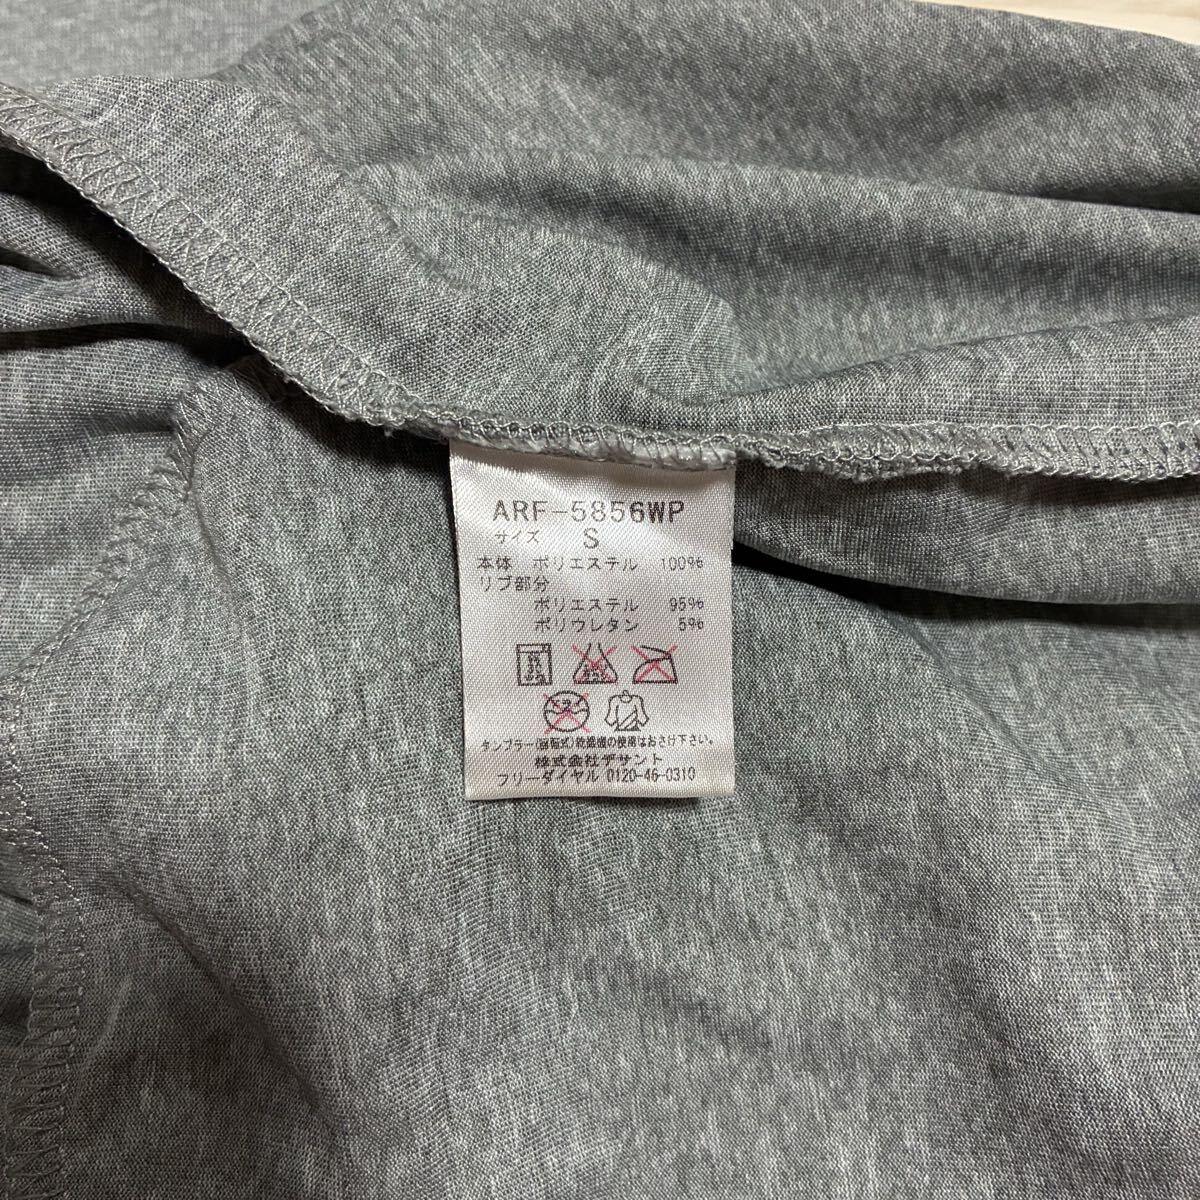 ARF-5856WP
サイズ S
本体 ポリエステル 100%
リブ部分
ポリエステル 95%
ポリウレタン 5%
タンブラー(回転式)乾燥機の使用はおさけ下さい。
株式会社デサント
フリーダイヤル 0120-46-0310